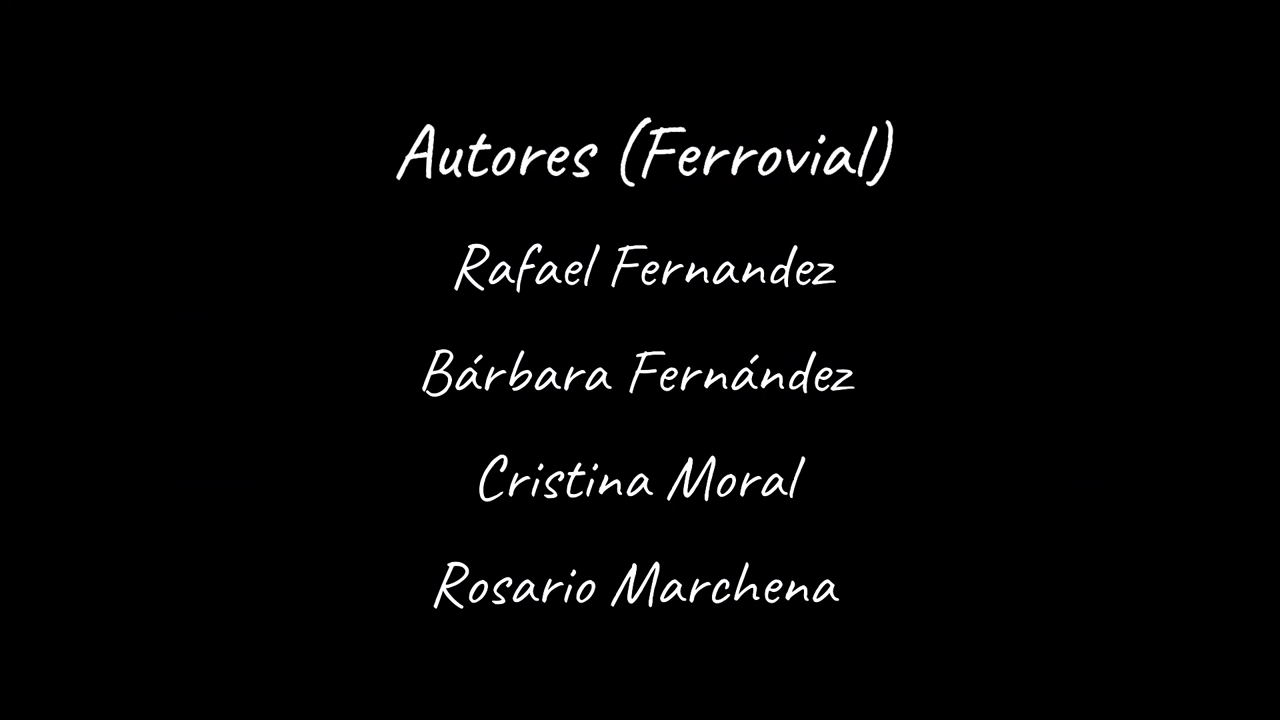 Autores (Ferrovial)
Rafael Fernandez
Bárbara Fernández
Cristina Moral
Rosario Marchena